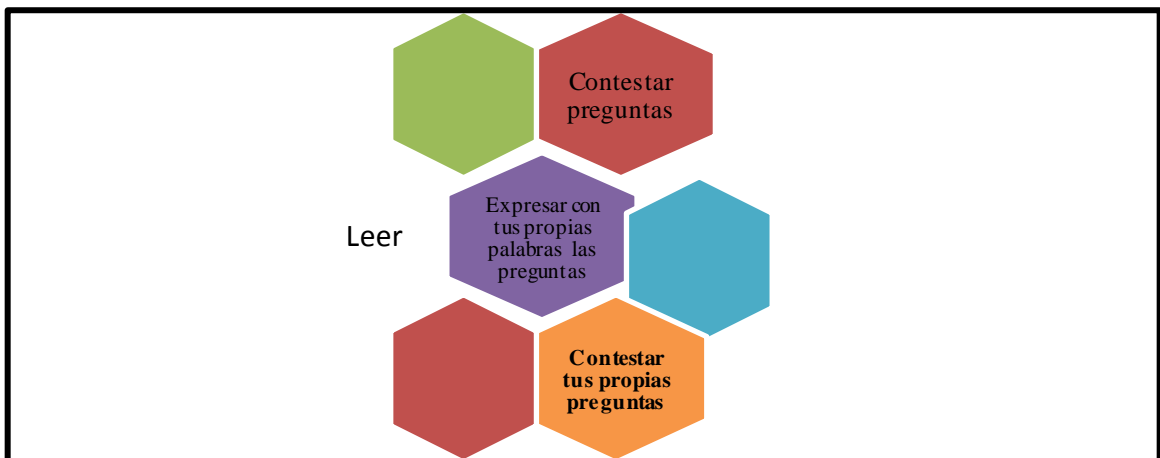 Contestar
preguntas
Leer
Expresar con
tus propias
palabras las
preguntas
Contestar
tus propias
preguntas